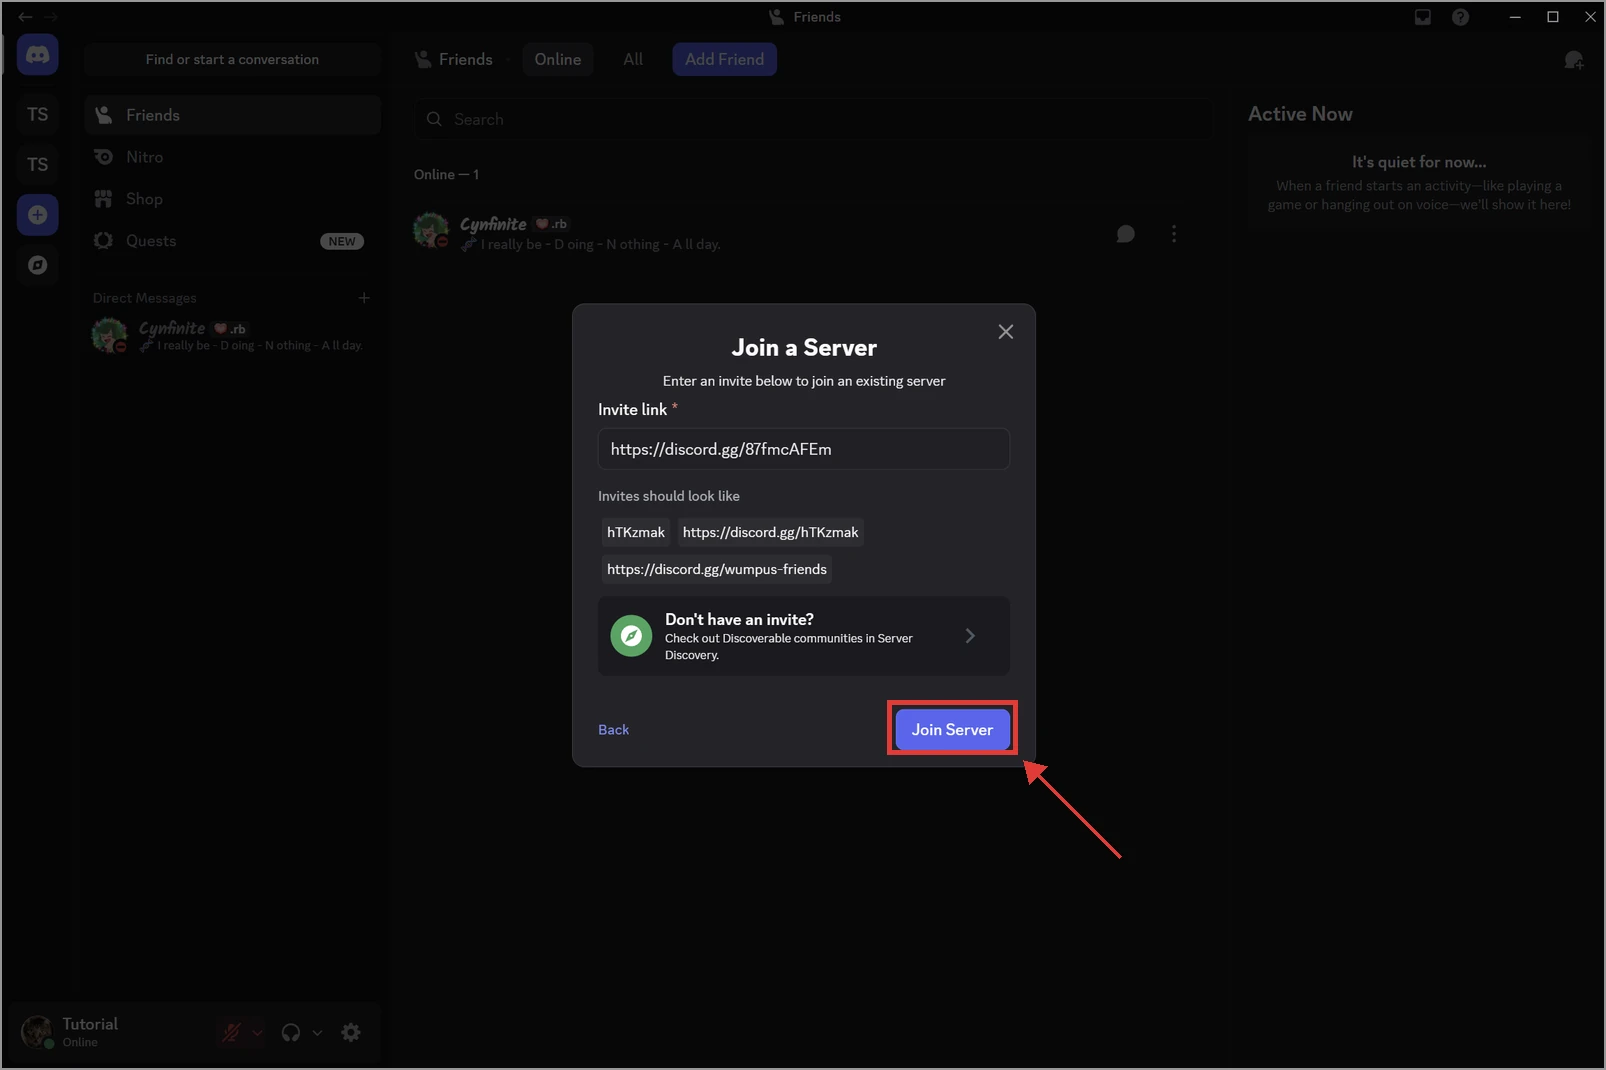 Friends
Find or start a conversation
Friends
Online
All
Add Friend
TS
TS
Friends
Nitro
Shop
Quests
NEW
Direct Messages
Cynfinite .rb
I really be - D oing - N othing - A ll day.
Search
Online — 1
Cynfinite .rb
I really be - D oing - N othing - A ll day.
Active Now
It's quiet for now...
When a friend starts an activity—like playing a
game or hanging out on voice—we'll show it here!
Join a Server
Enter an invite below to join an existing server
Invite link *
https://discord.gg/87fmcAFEm
Invites should look like
hTKzmak https://discord.gg/hTKzmak
https://discord.gg/wumpus-friends
Don't have an invite?
Check out Discoverable communities in Server
Discovery.
Back
Join Server
Tutorial
Online